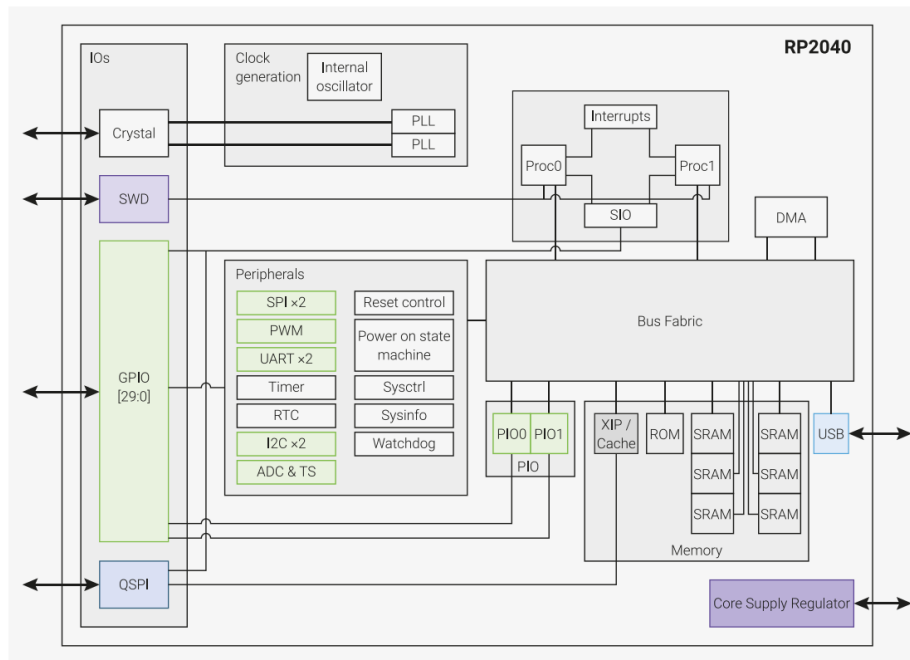 RP2040
IOs
Clock
generation
Internal
oscillator
Crystal
PLL
PLL
Interrupts
Proc0
Proc1
SWD
SIO
DMA
Peripherals
SPI ×2
Reset control
PWM
Power on state
machine
UART ×2
Bus Fabric
GPIO
[29:0]
Timer
Sysctrl
RTC
Sysinfo
I2C ×2
Watchdog
ADC & TS
PIO0
PIO1
PIO
XIP /
Cache
ROM
SRAM
SRAM
USB
SRAM
SRAM
SRAM
SRAM
Memory
QSPI
Core Supply Regulator